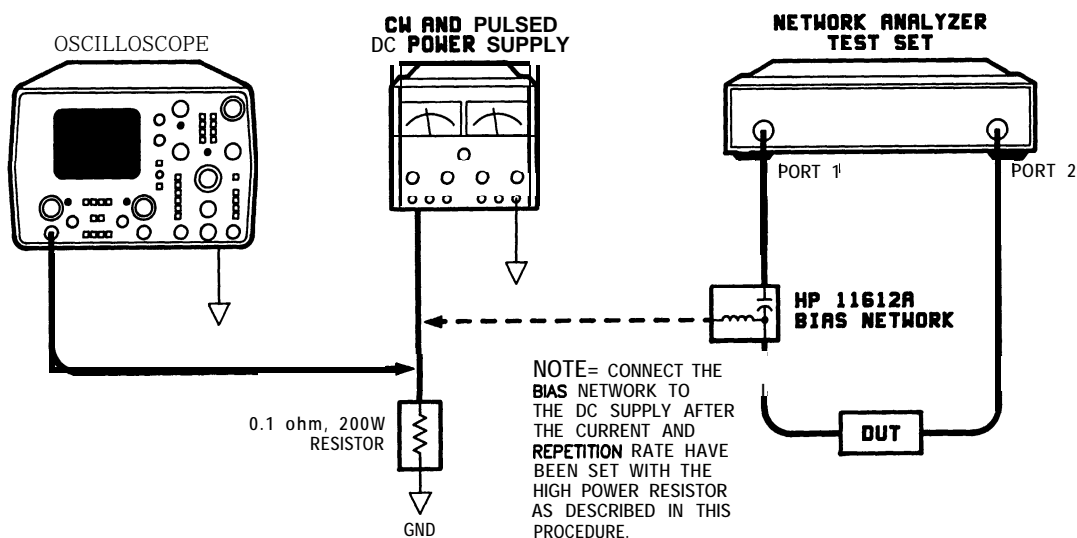 OSCILLOSCOPE
CW AND PULSED
DC POWER SUPPLY
NETWORK ANALYZER
TEST SET
PORT 1
PORT 2
HP 11612A
BIAS NETWORK
NOTE= CONNECT THE
BIAS NETWORK TO
THE DC SUPPLY AFTER
THE CURRENT AND
REPETITION RATE HAVE
BEEN SET WITH THE
HIGH POWER RESISTOR
AS DESCRIBED IN THIS
PROCEDURE.
0.1 ohm, 200W
RESISTOR
GND
DUT